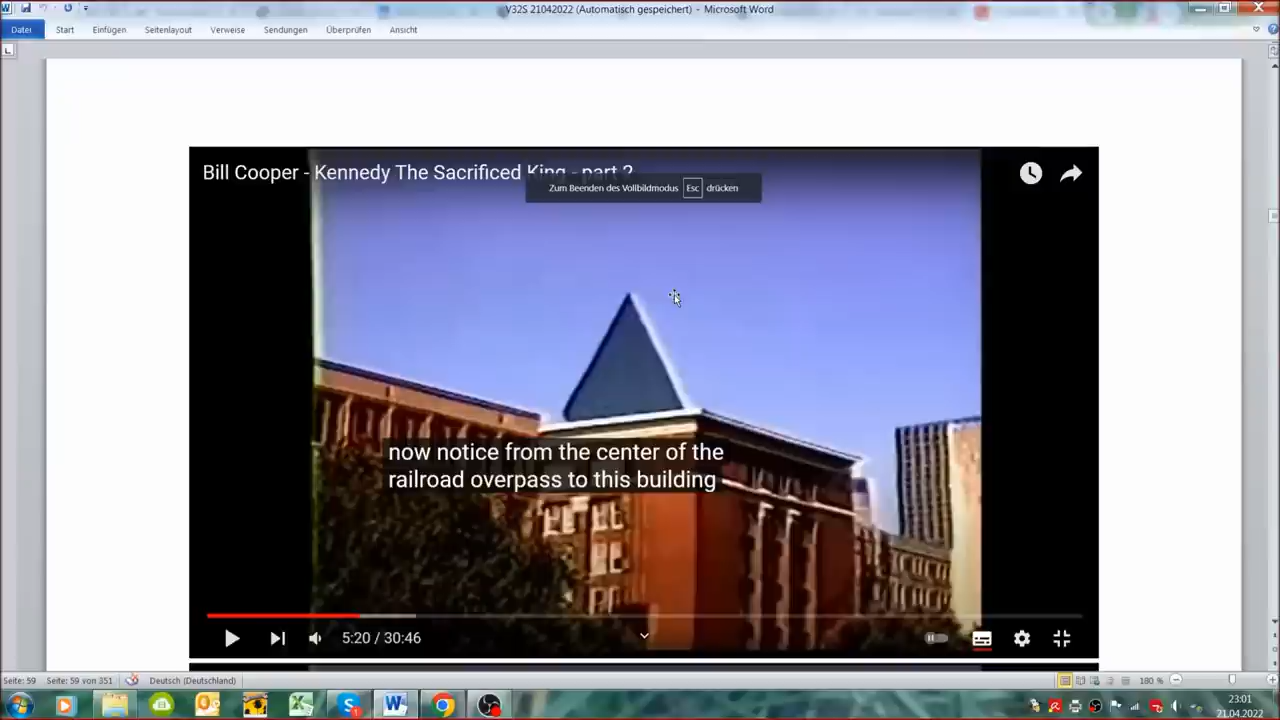 V32S 21042022 (Automatisch gespeichert) - Microsoft Word
Datei Start Einfügen Seitenlayout Verweise Sendungen Überprüfen Ansicht
Bill Cooper - Kennedy The Sacrificed King - part 2
Zum Beenden des Vollbildmodus Esc drücken
now notice from the center of the
railroad overpass to this building
5:20 / 30:46
Seite: 59 Seite: 59 von 351 Deutsch (Deutschland) 180 %
23:01
21.04.2022